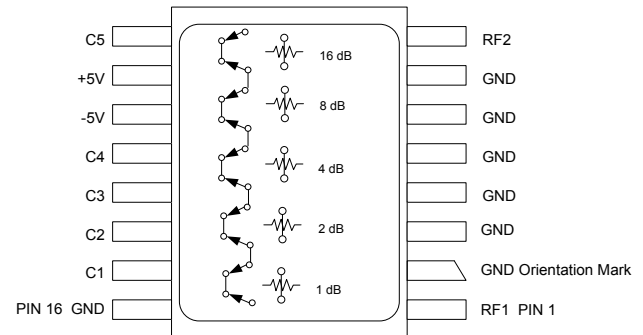 C5
+5V
-5V
C4
C3
C2
C1
PIN 16 GND
16 dB
8 dB
4 dB
2 dB
1 dB
RF2
GND
GND
GND
GND
GND
GND Orientation Mark
RF1 PIN 1